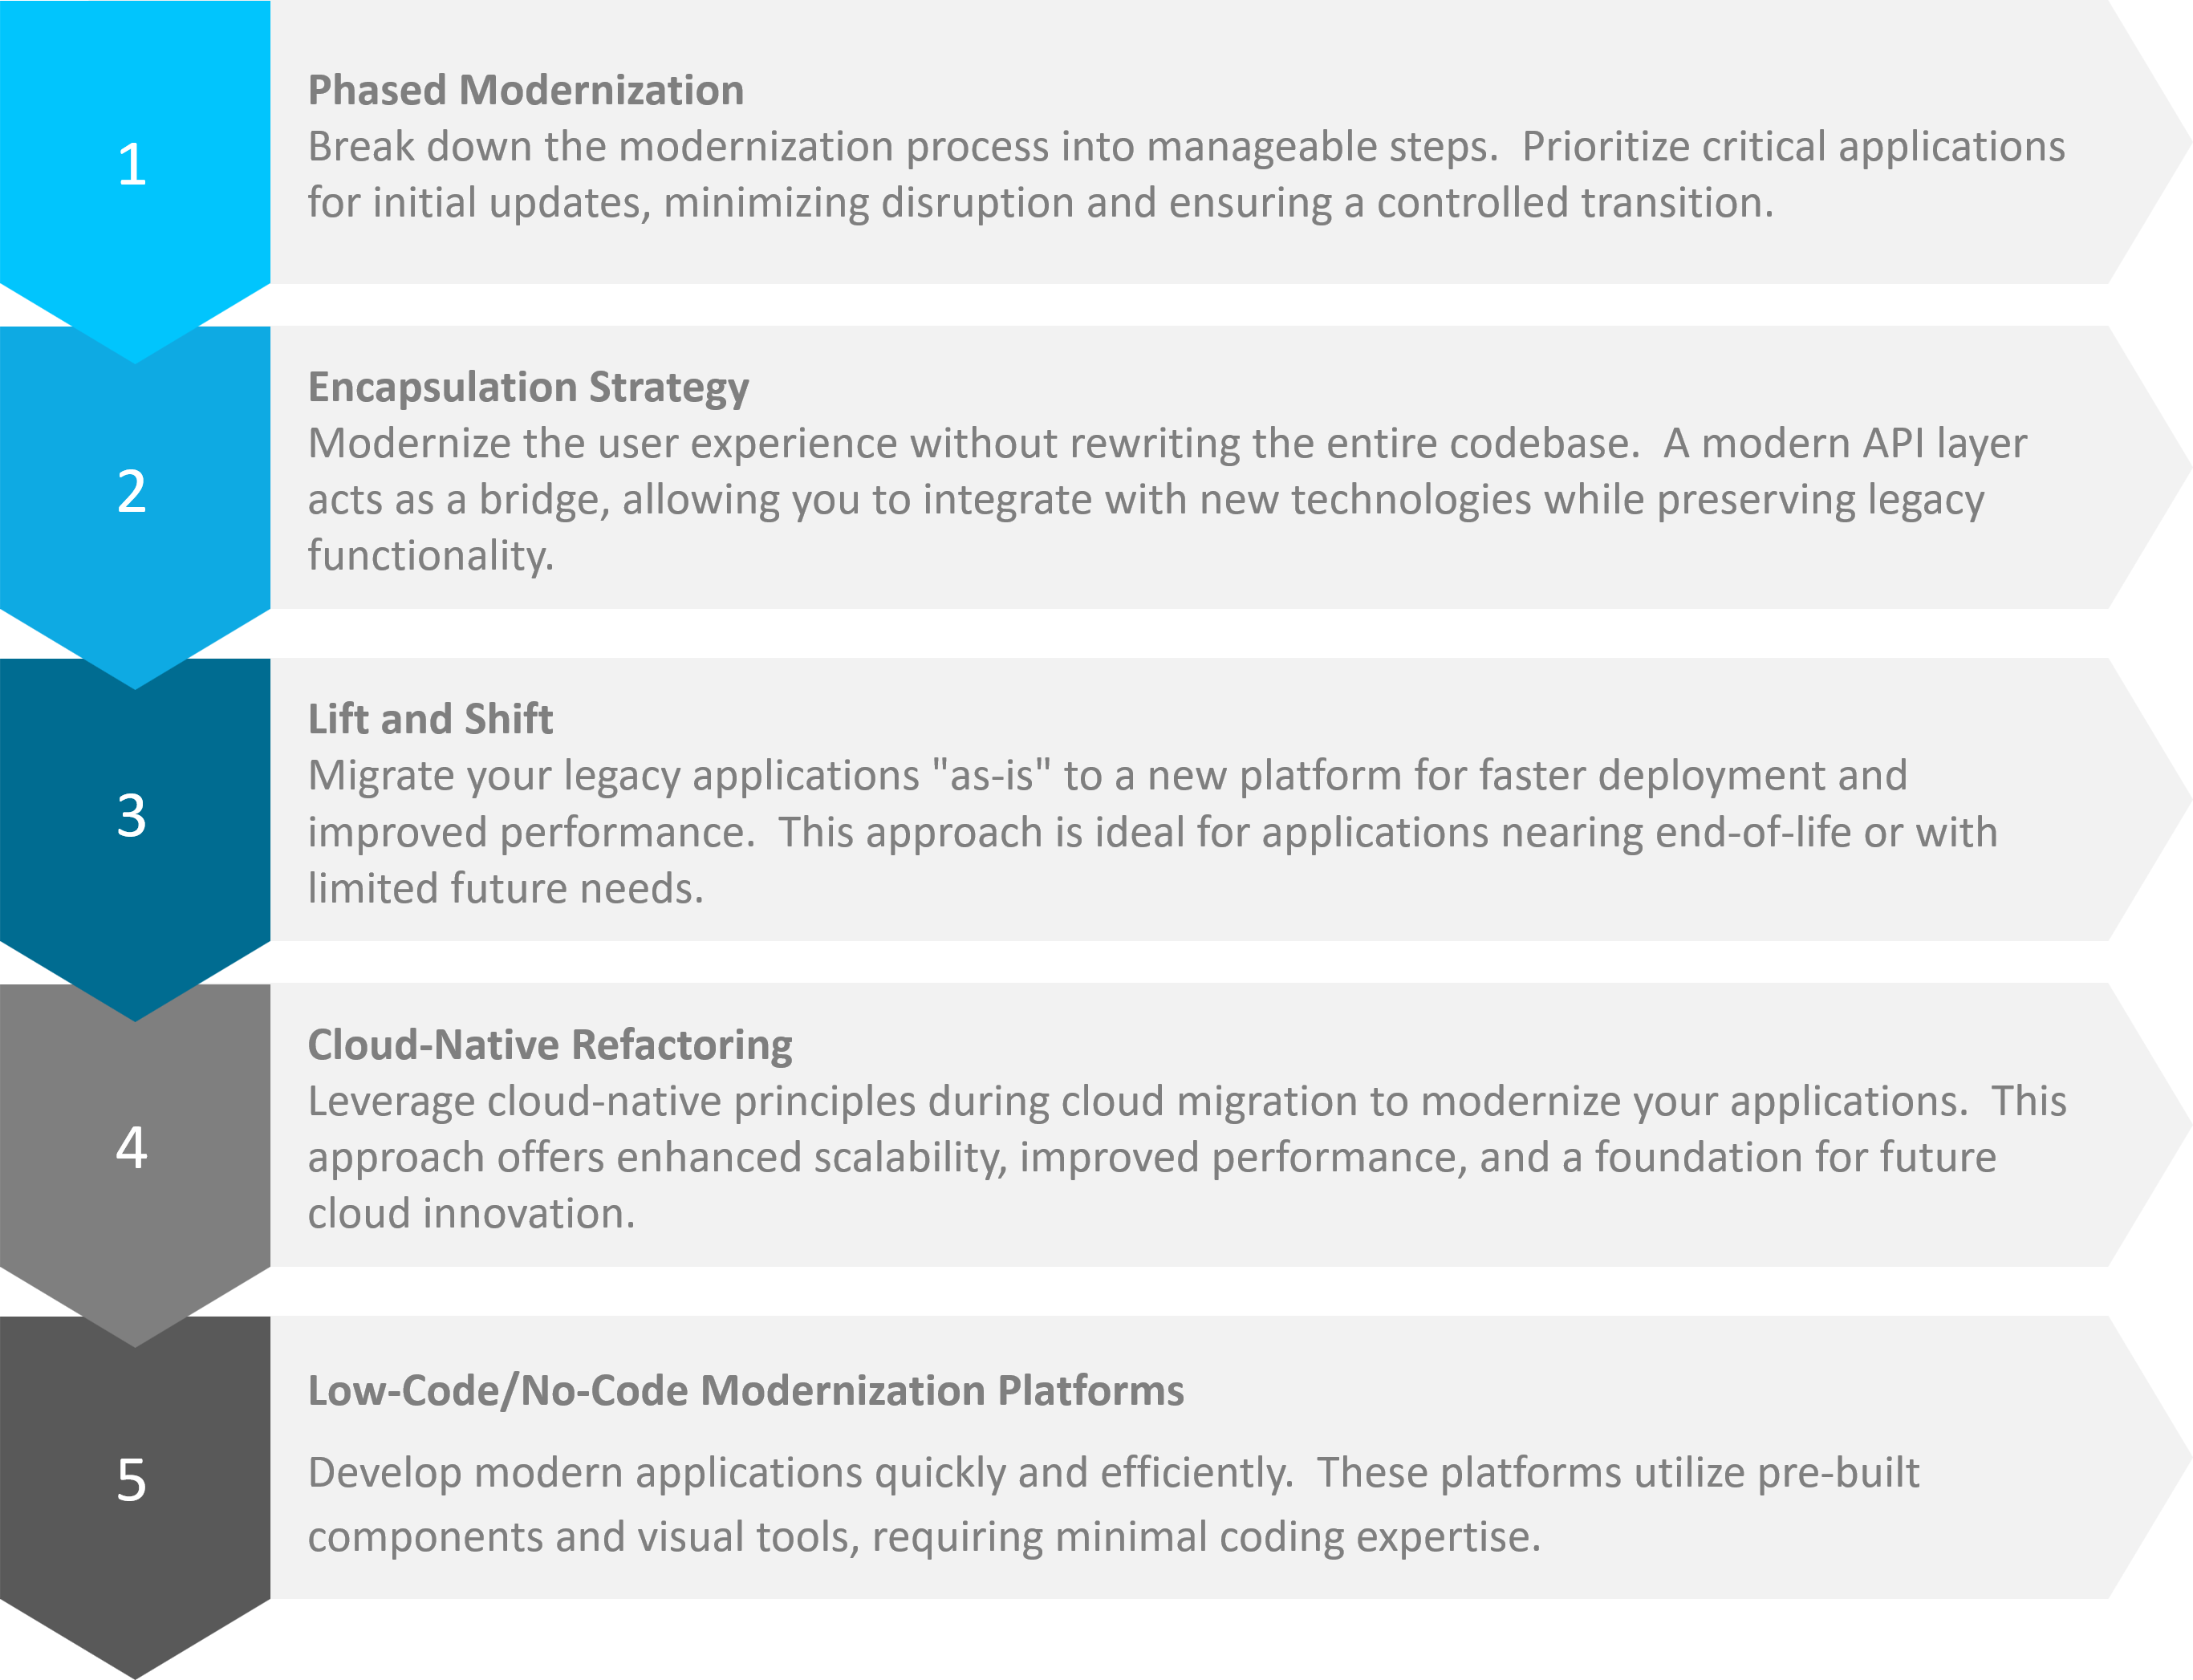 1
Phased Modernization
Break down the modernization process into manageable steps.  Prioritize critical applications
for initial updates, minimizing disruption and ensuring a controlled transition.
2
Encapsulation Strategy
Modernize the user experience without rewriting the entire codebase.  A modern API layer
acts as a bridge, allowing you to integrate with new technologies while preserving legacy
functionality.
3
Lift and Shift
Migrate your legacy applications "as-is" to a new platform for faster deployment and
improved performance.  This approach is ideal for applications nearing end-of-life or with
limited future needs.
4
Cloud-Native Refactoring
Leverage cloud-native principles during cloud migration to modernize your applications.  This
approach offers enhanced scalability, improved performance, and a foundation for future
cloud innovation.
5
Low-Code/No-Code Modernization Platforms
Develop modern applications quickly and efficiently.  These platforms utilize pre-built
components and visual tools, requiring minimal coding expertise.